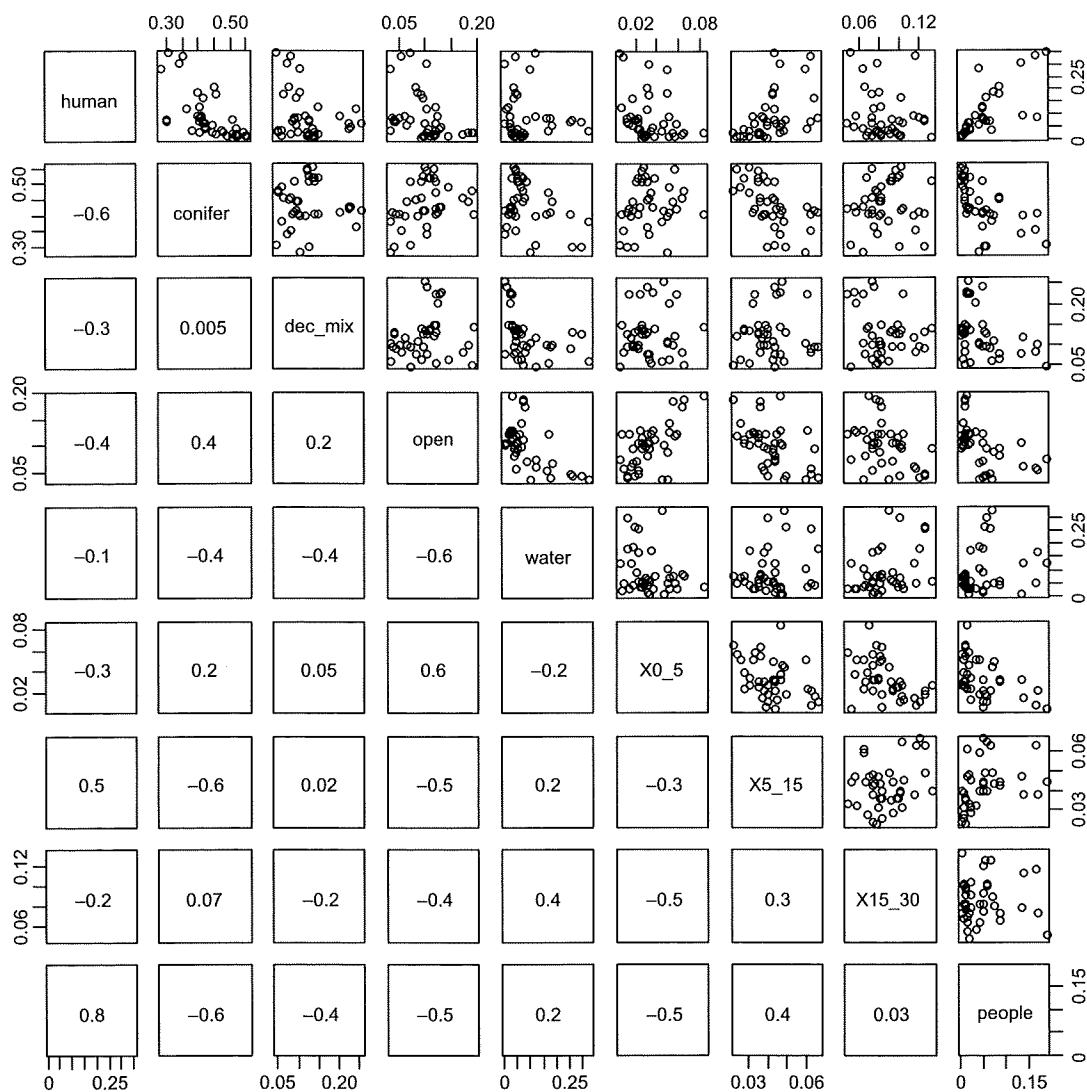 0.30 0.50 0.05 0.20 0.02 0.08 0.06 0.12
human 0 0.25
0.30 0.50 –0.6 conifer
–0.3 0.005 dec_mix 0.05 0.20
0.05 0.20 –0.4 0.4 0.2 open
–0.1 –0.4 –0.4 –0.6 water 0 0.25
0.02 0.08 –0.3 0.2 0.05 0.6 –0.2 X0_5
0.5 –0.6 0.02 –0.5 0.2 –0.3 X5_15 0.03 0.06
0.06 0.12 –0.2 0.07 –0.2 –0.4 0.4 –0.5 0.3 X15_30
0.8 –0.6 –0.4 –0.5 0.2 –0.5 0.4 0.03 people 0 0.15
0 0.25 0.05 0.20 0 0.25 0.03 0.06 0 0.15